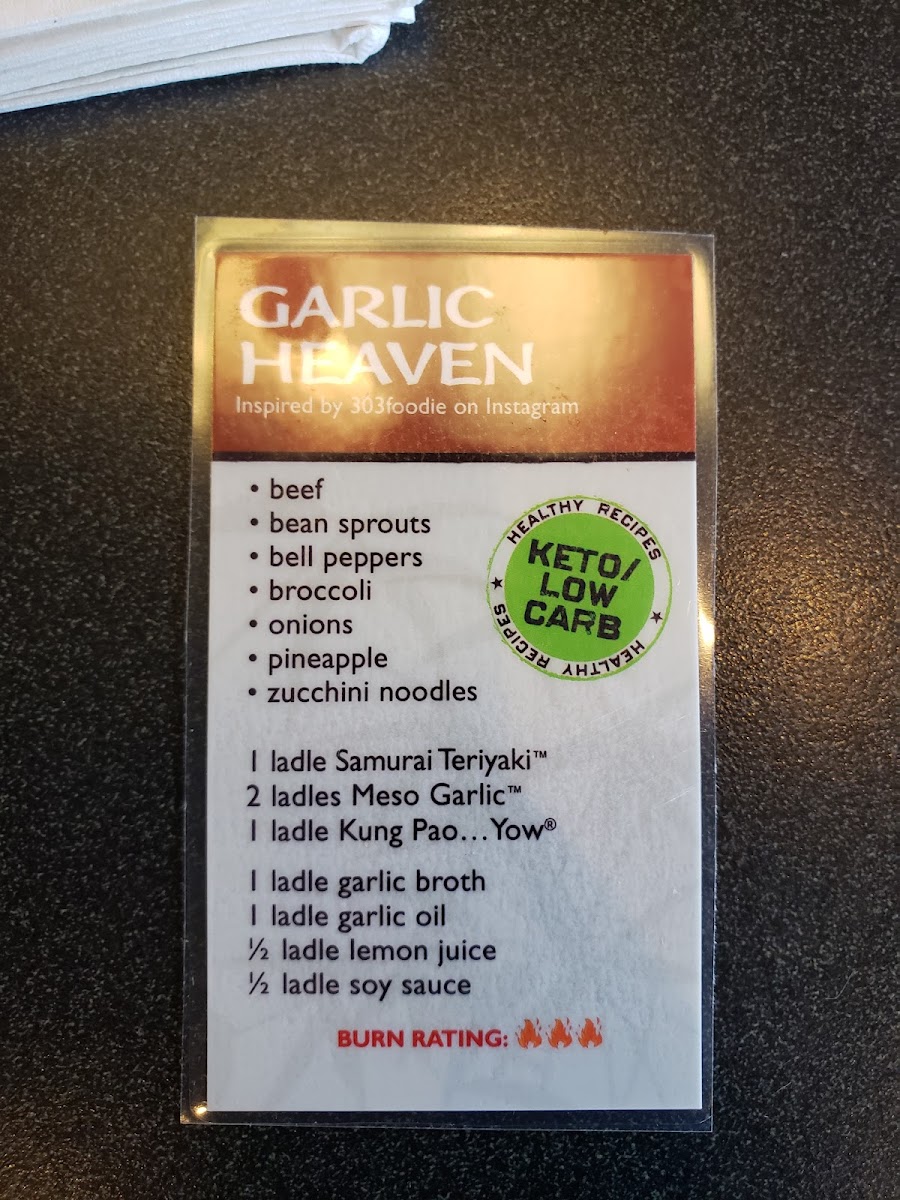 GARLIC
HEAVEN
Inspired by 303foodie on Instagram
• beef
• bean sprouts
• bell peppers
• broccoli
• onions
• pineapple
• zucchini noodles
HEALTHY RECIPES
KETO/
LOW
CARB
HEALTHY RECIPES
1 ladle Samurai Teriyaki™
2 ladles Meso Garlic™
1 ladle Kung Pao...Yow®
1 ladle garlic broth
1 ladle garlic oil
½ ladle lemon juice
½ ladle soy sauce
BURN RATING: